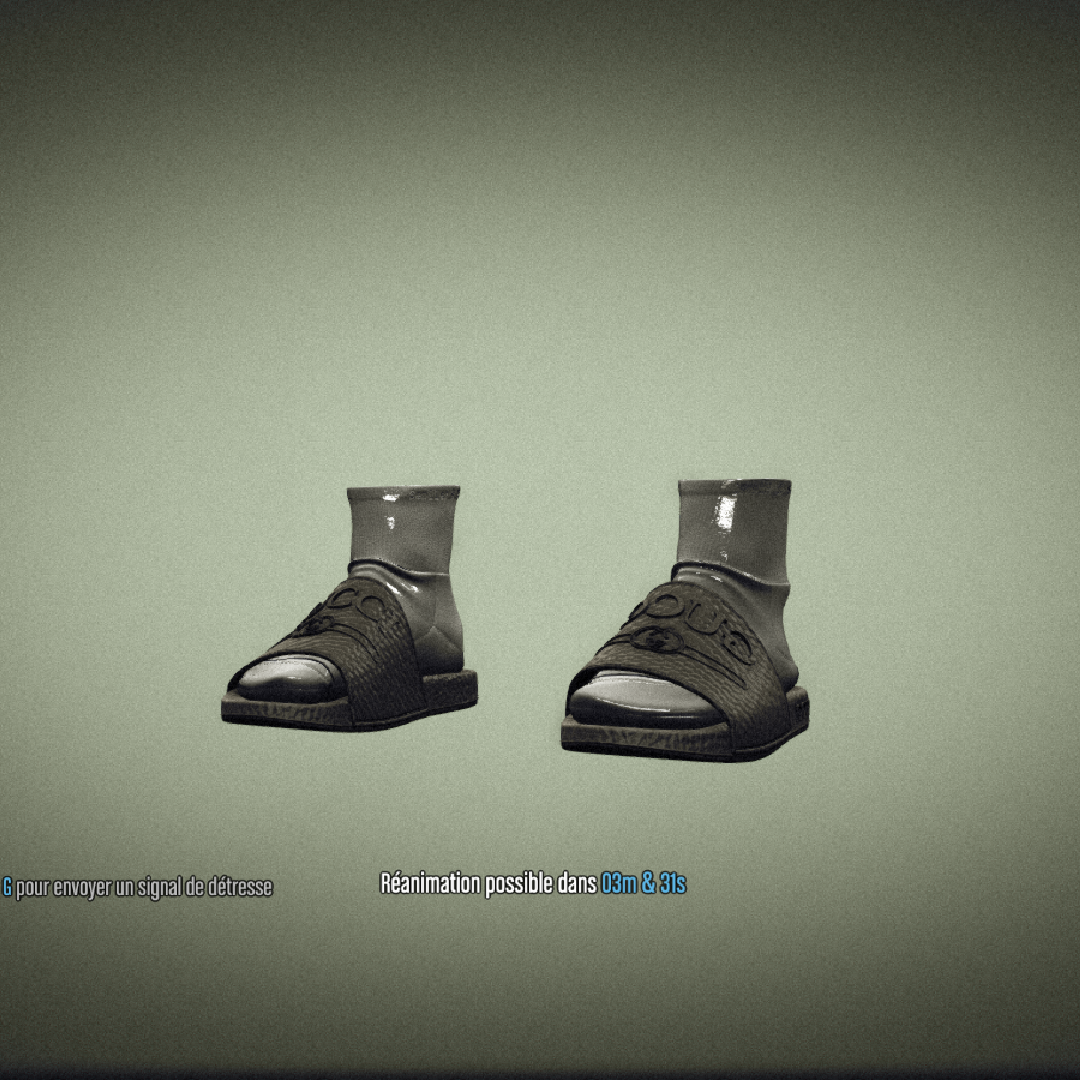 G pour envoyer un signal de détresse
Réanimation possible dans 03m & 31s